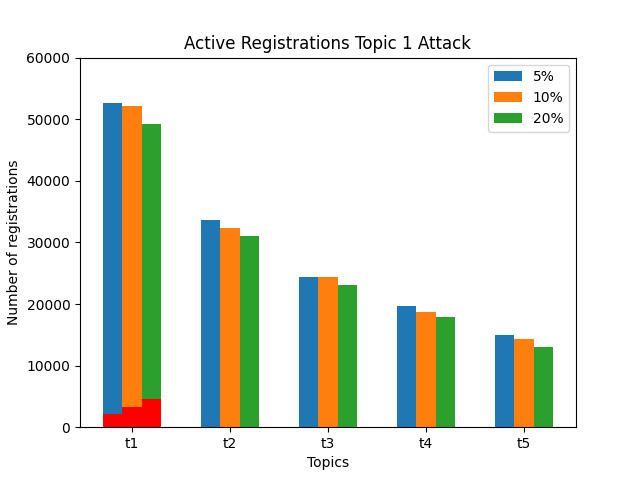 Active Registrations Topic 1 Attack
60000
50000
40000
30000
20000
10000
0
Number of registrations
5%
10%
20%
t1 t2 t3 t4 t5
Topics